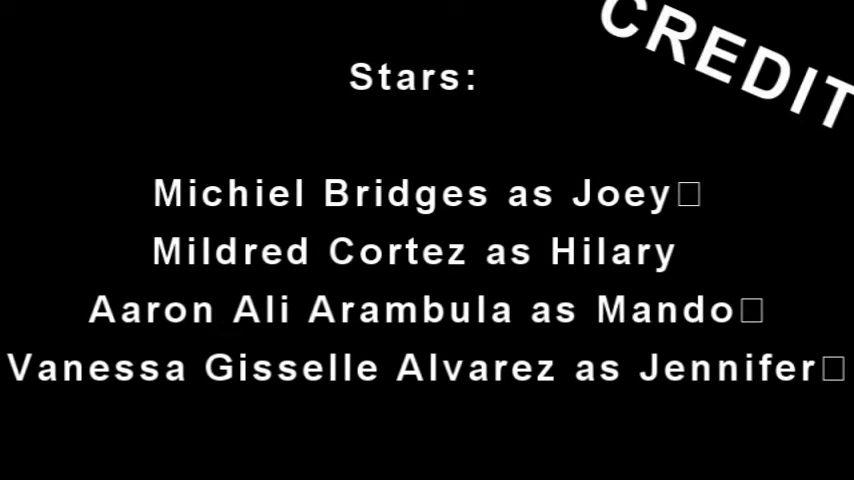 CREDIT
Stars:
Michiel Bridges as Joey
Mildred Cortez as Hilary
Aaron Ali Arambula as Mando
Vanessa Gisselle Alvarez as Jennifer